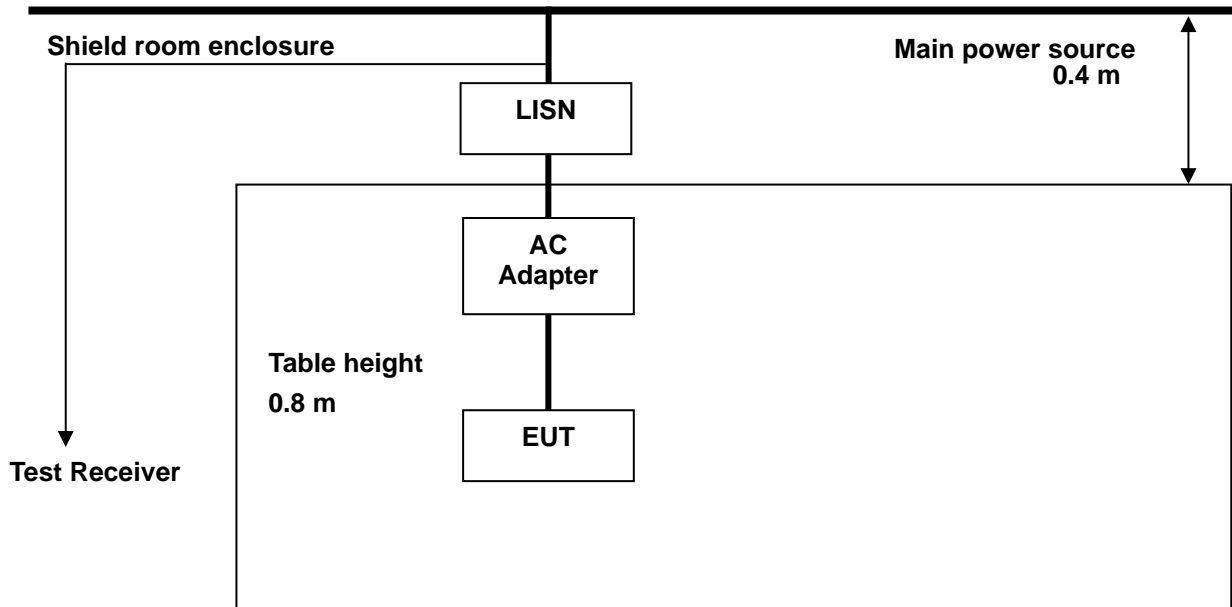 Shield room enclosure
Main power source
0.4 m
LISN
AC
Adapter
Table height
0.8 m
EUT
Test Receiver